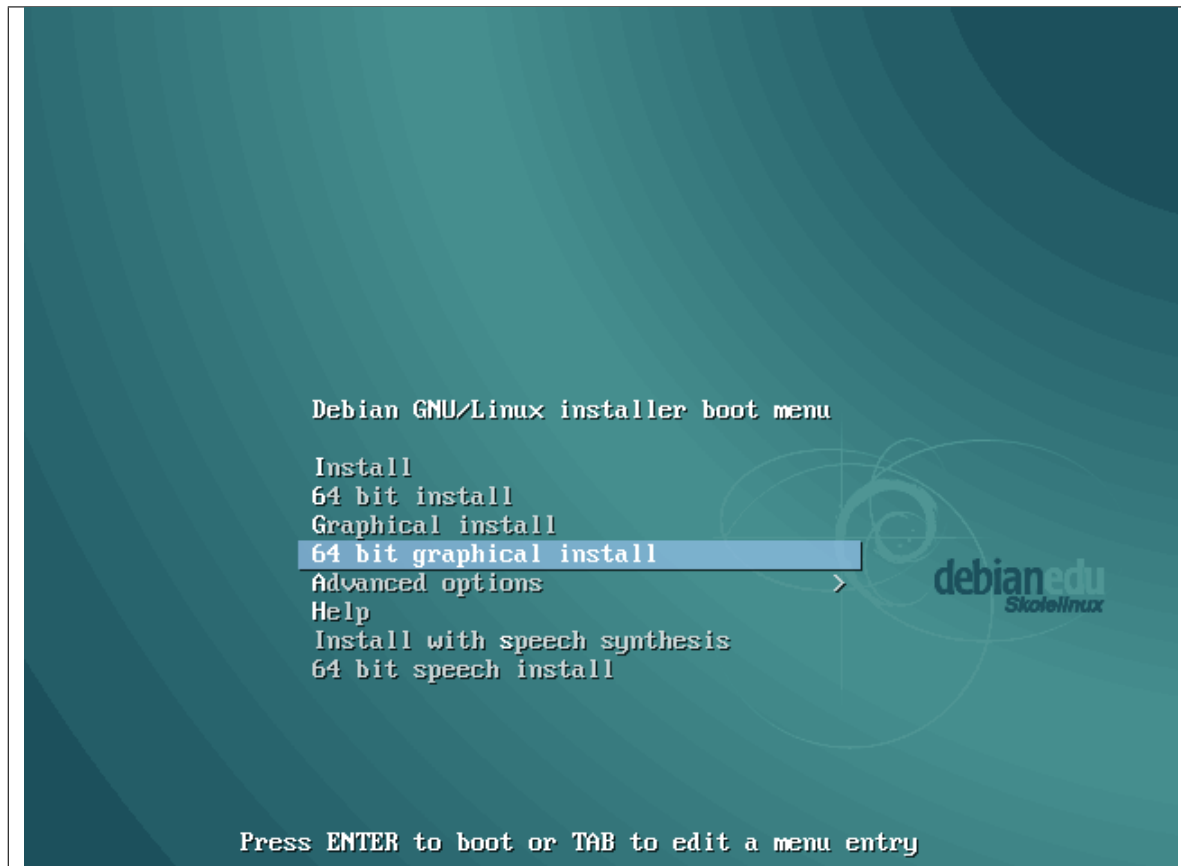 Debian GNU/Linux installer boot menu
Install
64 bit install
Graphical install
64 bit graphical install
Advanced options >
Help
Install with speech synthesis
64 bit speech install
debianedu
Skolelinux
Press ENTER to boot or TAB to edit a menu entry